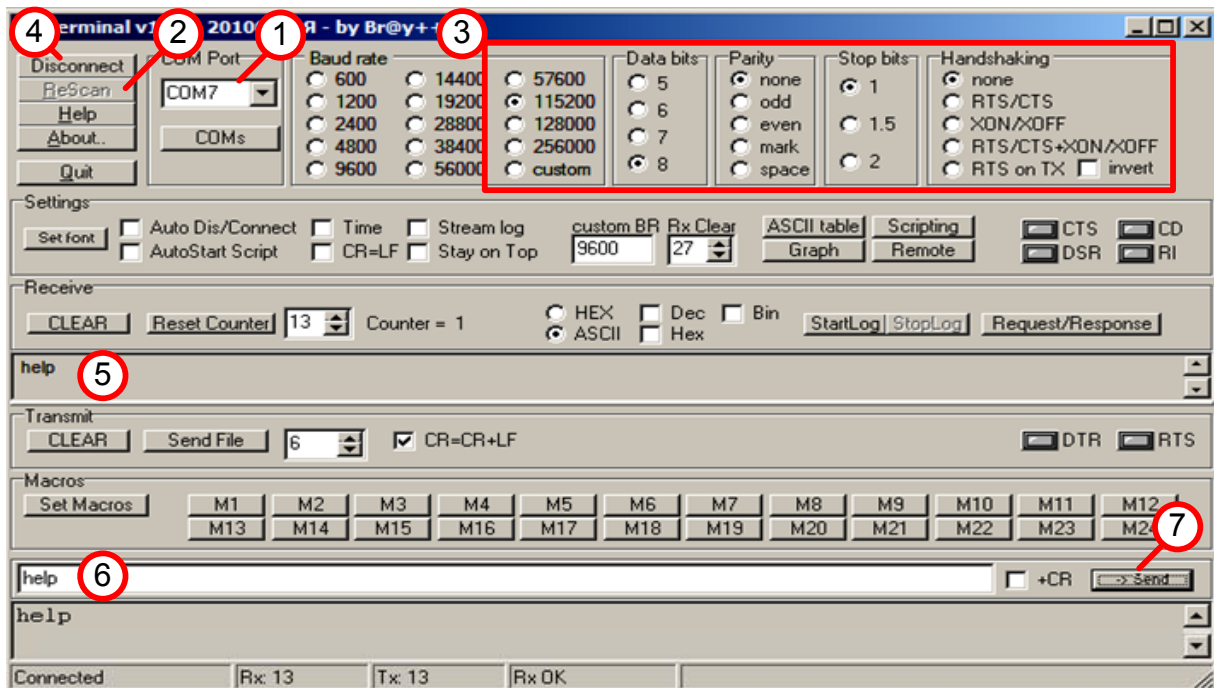 erminal v1 2010 Я - by Br@y++
4 2 1 3
Disconnect
ReScan
Help
About..
Quit
COM Port
COM7
COMs
Baud rate
600 14400 57600
1200 19200 115200
2400 28800 128000
4800 38400 256000
9600 56000 custom
Data bits
5
6
7
8
Parity
none
odd
even
mark
space
Stop bits
1
1.5
2
Handshaking
none
RTS/CTS
XON/XOFF
RTS/CTS+XON/XOFF
RTS on TX invert
Settings
Set font
Auto Dis/Connect Time Stream log
AutoStart Script CR=LF Stay on Top
custom BR Rx Clear
9600 27
ASCII table Scripting
Graph Remote
CTS CD
DSR RI
Receive
CLEAR Reset Counter 13 Counter = 1
HEX Dec Bin
ASCII Hex
StartLog StopLog Request/Response
help 5
Transmit
CLEAR Send File 6 CR=CR+LF DTR RTS
Macros
Set Macros M1 M2 M3 M4 M5 M6 M7 M8 M9 M10 M11 M12
M13 M14 M15 M16 M17 M18 M19 M20 M21 M22 M23 M24
7
help 6 +CR -> Send
help
Connected Rx: 13 Tx: 13 Rx OK